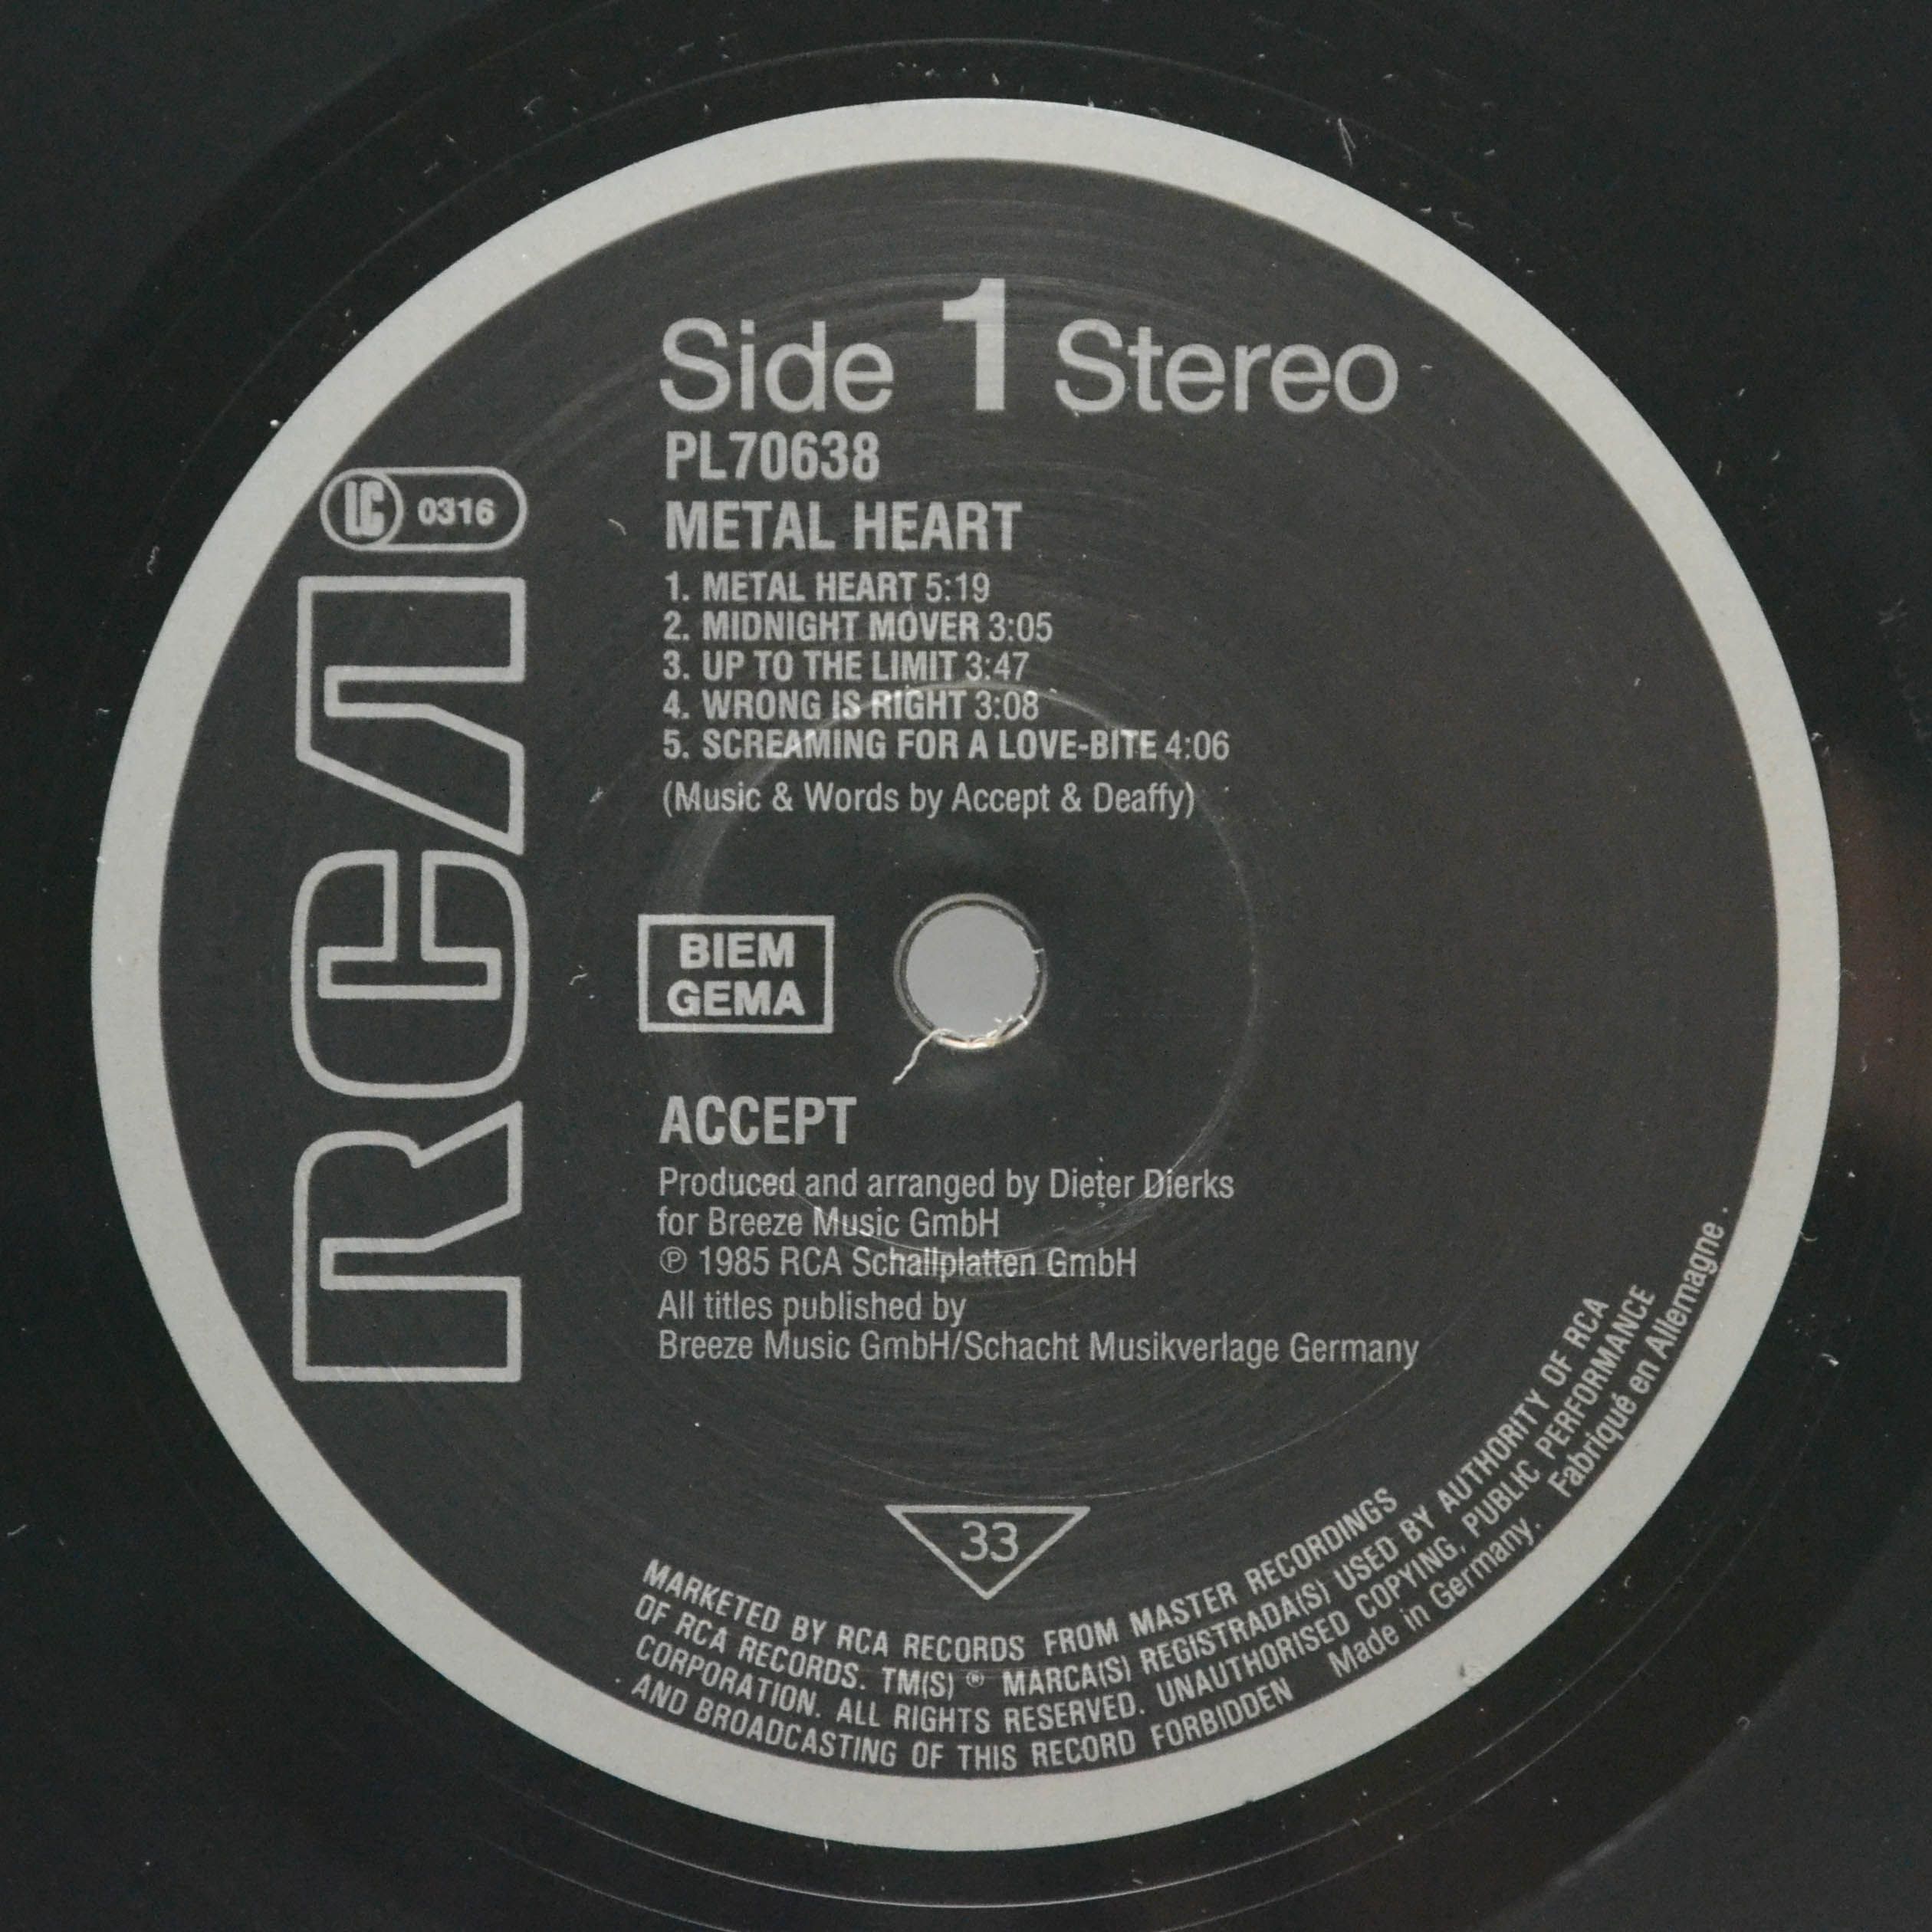 Side 1 Stereo
PL70638
LC 0316
METAL HEART
1. METAL HEART 5:19
2. MIDNIGHT MOVER 3:05
3. UP TO THE LIMIT 3:47
4. WRONG IS RIGHT 3:08
5. SCREAMING FOR A LOVE-BITE 4:06
(Music & Words by Accept & Deaffy)
RCA
BIEM
GEMA
ACCEPT
Produced and arranged by Dieter Dierks
for Breeze Music GmbH
℗ 1985 RCA Schallplatten GmbH
All titles published by
Breeze Music GmbH/Schacht Musikverlage Germany
33
MARKETED BY RCA RECORDS FROM MASTER RECORDINGS
OF RCA RECORDS. TM(S) ® MARCA(S) REGISTRADA(S) USED BY AUTHORITY OF RCA
CORPORATION. ALL RIGHTS RESERVED. UNAUTHORISED COPYING, PUBLIC PERFORMANCE
· AND BROADCASTING OF THIS RECORD FORBIDDEN Made in Germany. Fabriqué en Allemagne ·